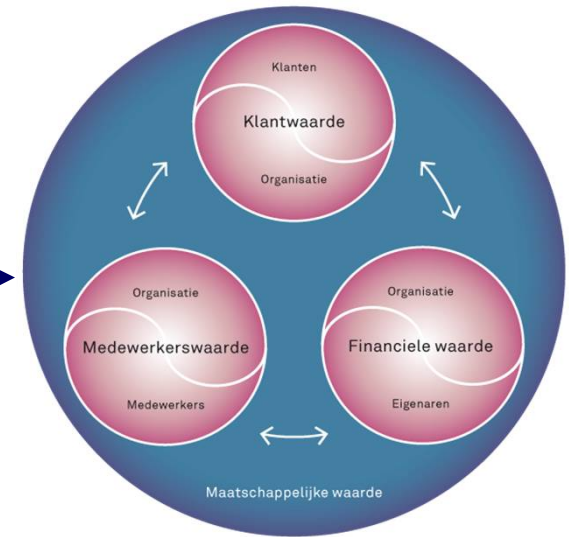 Klanten
Klantwaarde
Organisatie
Organisatie
Medewerkerswaarde
Medewerkers
Organisatie
Financiele waarde
Eigenaren
Maatschappelijke waarde